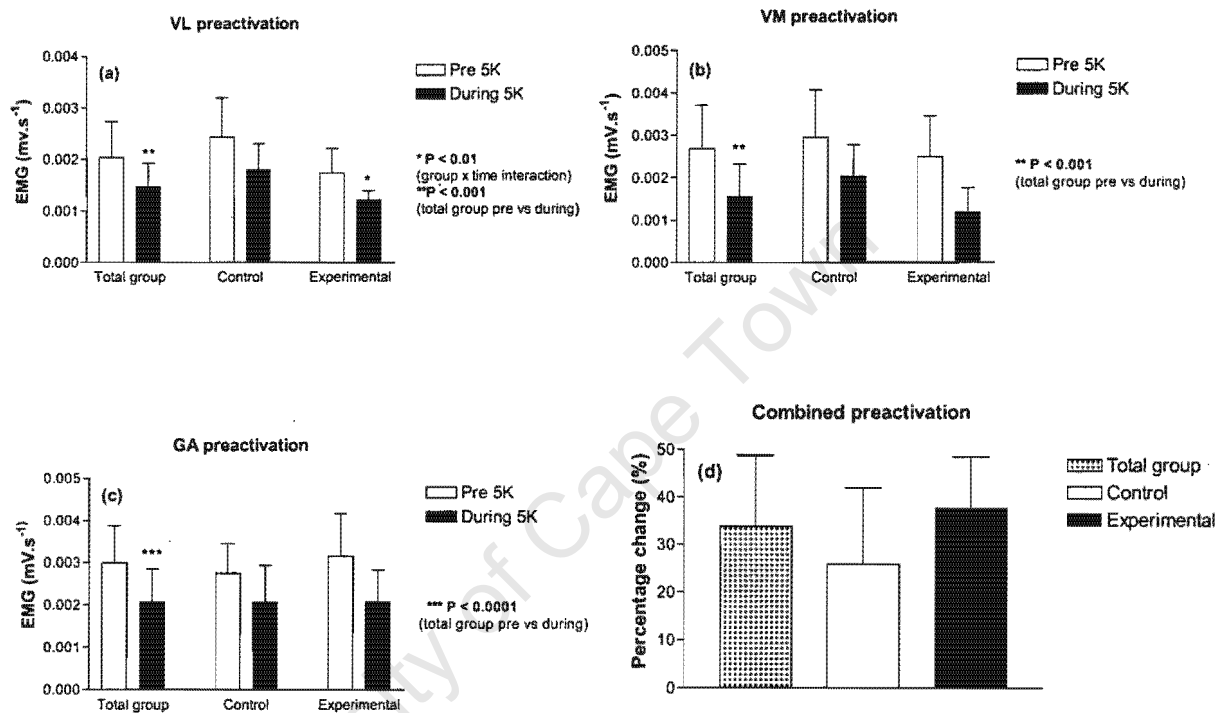 VL preactivation
0.004
0.003
0.002
0.001
0.000
EMG (mv.s⁻¹)
(a)
**
*
Total group
Control
Experimental
Pre 5K
During 5K
* P < 0.01
(group x time interaction)
**P < 0.001
(total group pre vs during)
VM preactivation
0.005
0.004
0.003
0.002
0.001
0.000
EMG (mV.s⁻¹)
(b)
**
Total group
Control
Experimental
Pre 5K
During 5K
** P < 0.001
(total group pre vs during)
GA preactivation
0.005
0.004
0.003
0.002
0.001
0.000
EMG (mV.s⁻¹)
(c)
***
Total group
Control
Experimental
Pre 5K
During 5K
*** P < 0.0001
(total group pre vs during)
Combined preactivation
50
40
30
20
10
0
Percentage change (%)
(d)
Total group
Control
Experimental
ity of Cape Town